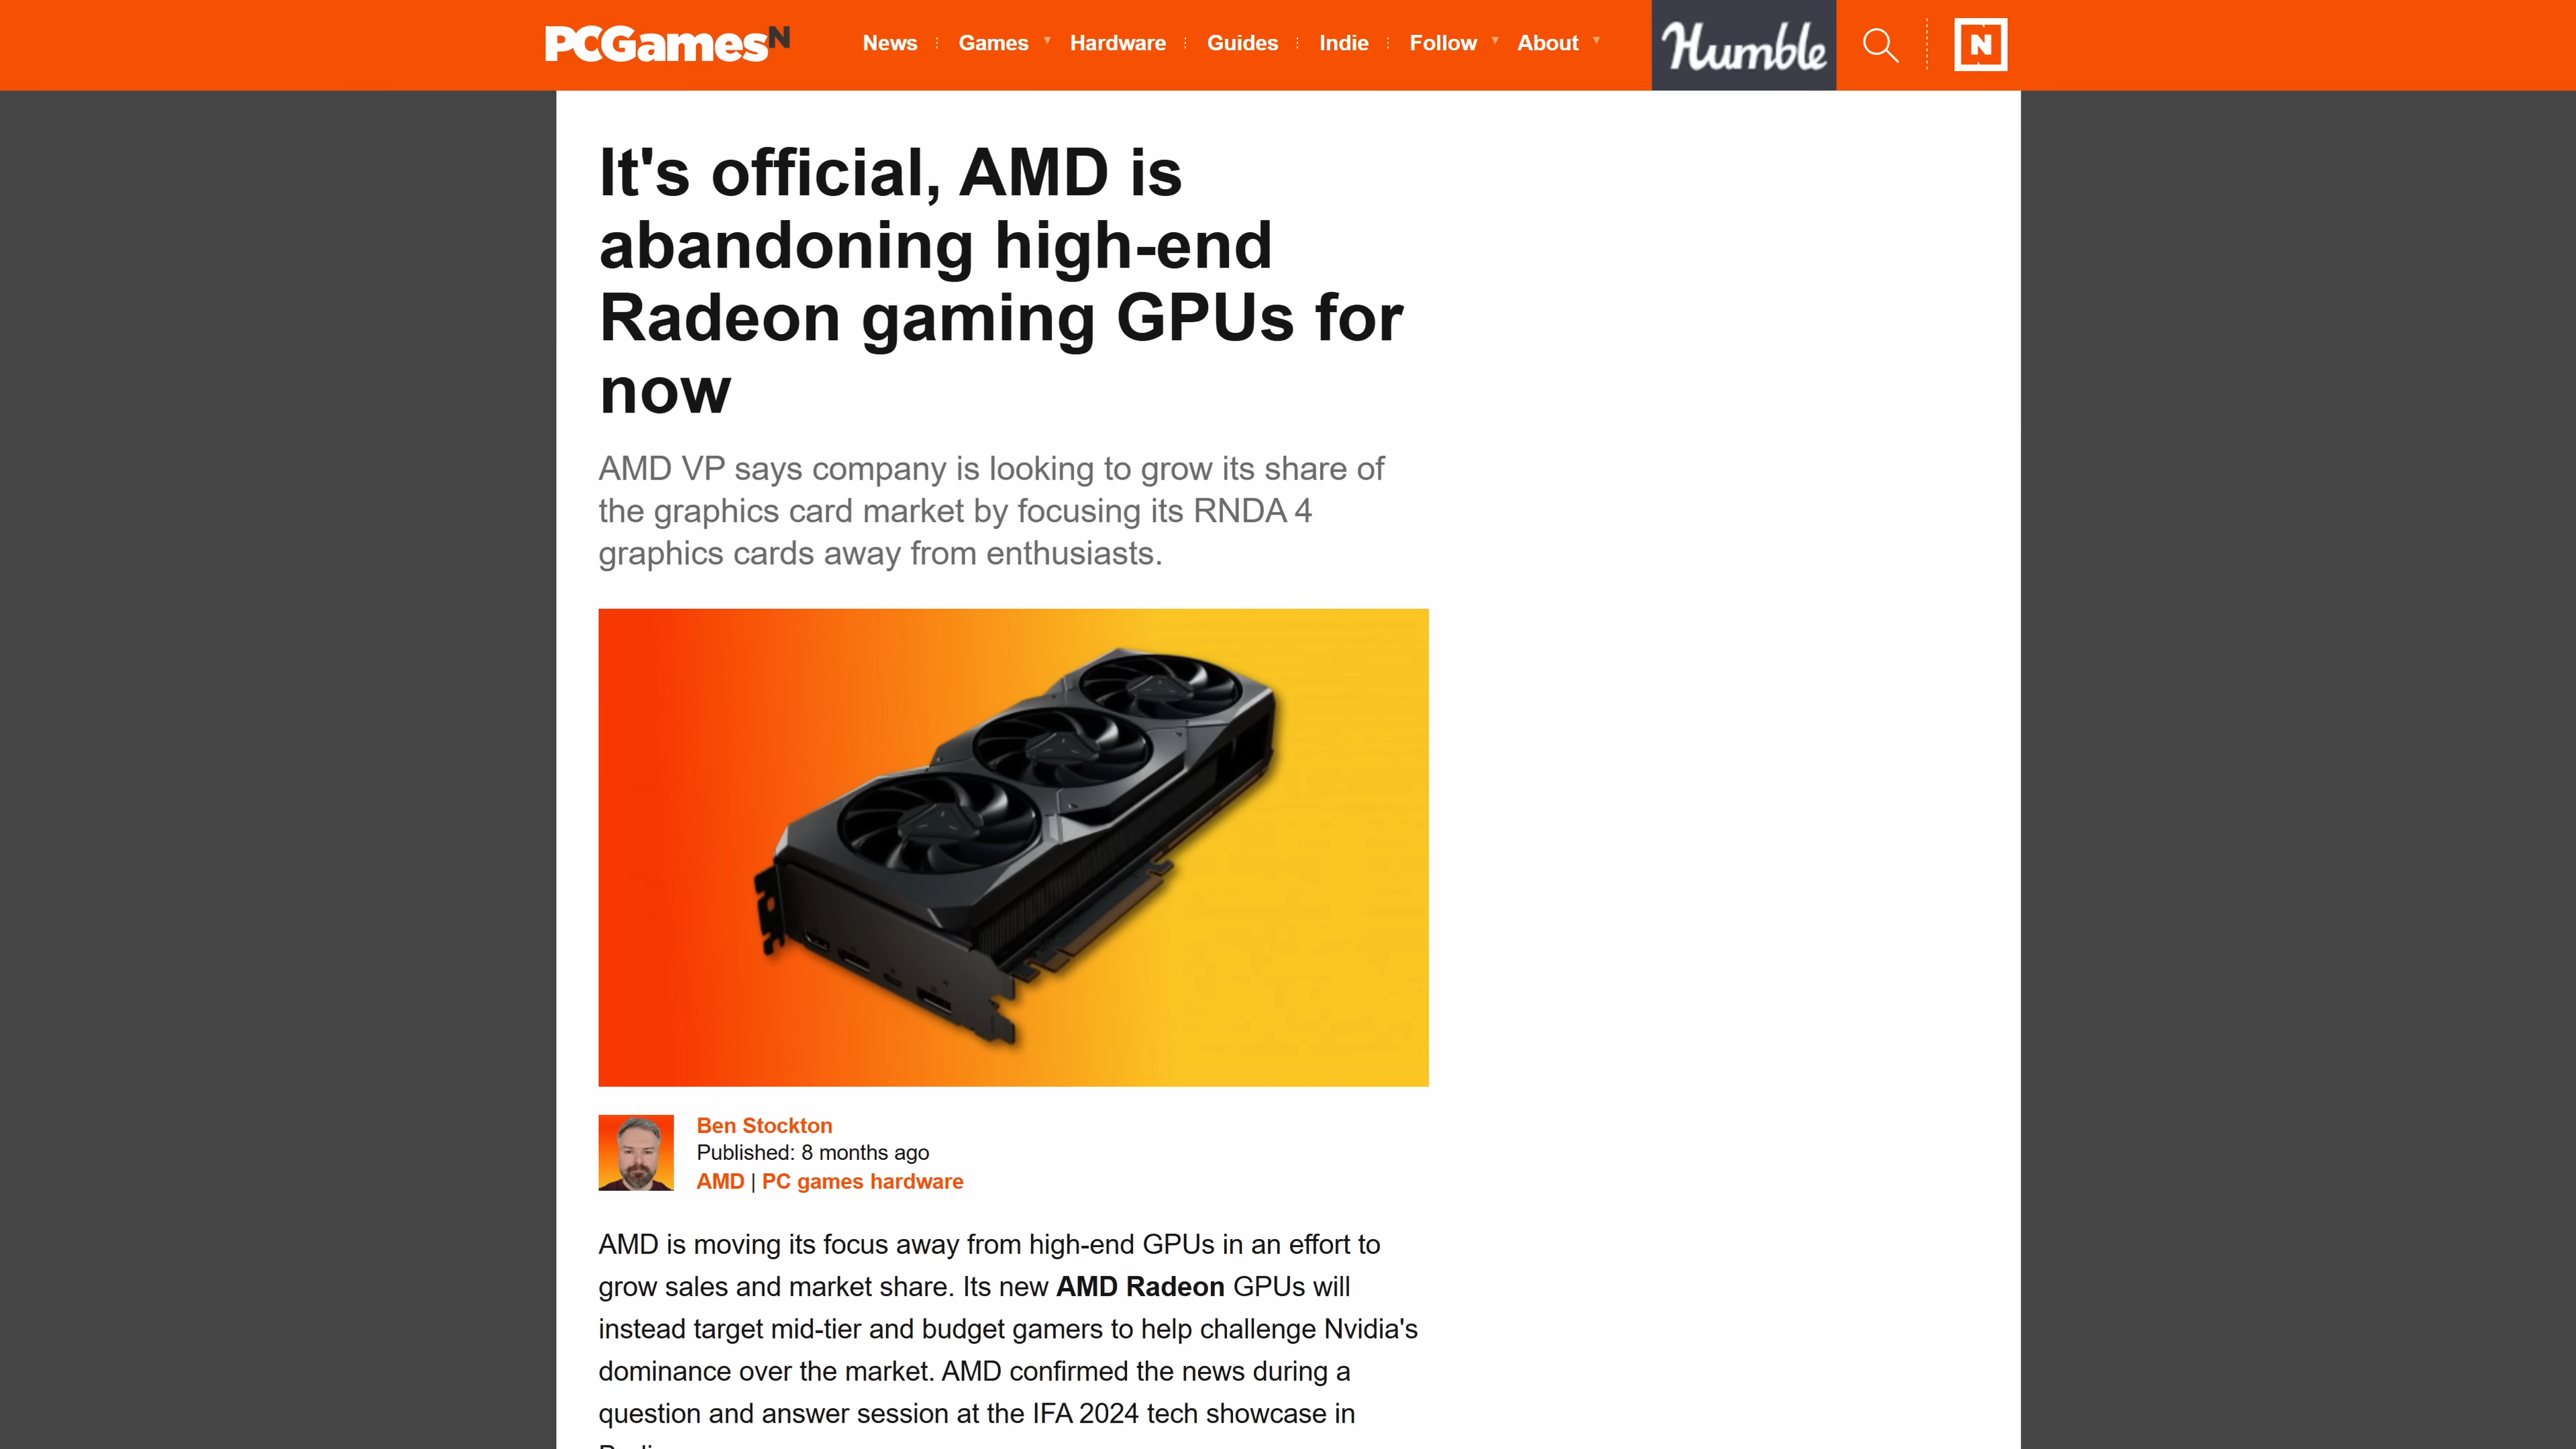 PCGamesN
News
Games
Hardware
Guides
Indie
Follow
About
Humble
N
It's official, AMD is
abandoning high-end
Radeon gaming GPUs for
now
AMD VP says company is looking to grow its share of
the graphics card market by focusing its RNDA 4
graphics cards away from enthusiasts.
Ben Stockton
Published: 8 months ago
AMD | PC games hardware
AMD is moving its focus away from high-end GPUs in an effort to
grow sales and market share. Its new AMD Radeon GPUs will
instead target mid-tier and budget gamers to help challenge Nvidia's
dominance over the market. AMD confirmed the news during a
question and answer session at the IFA 2024 tech showcase in